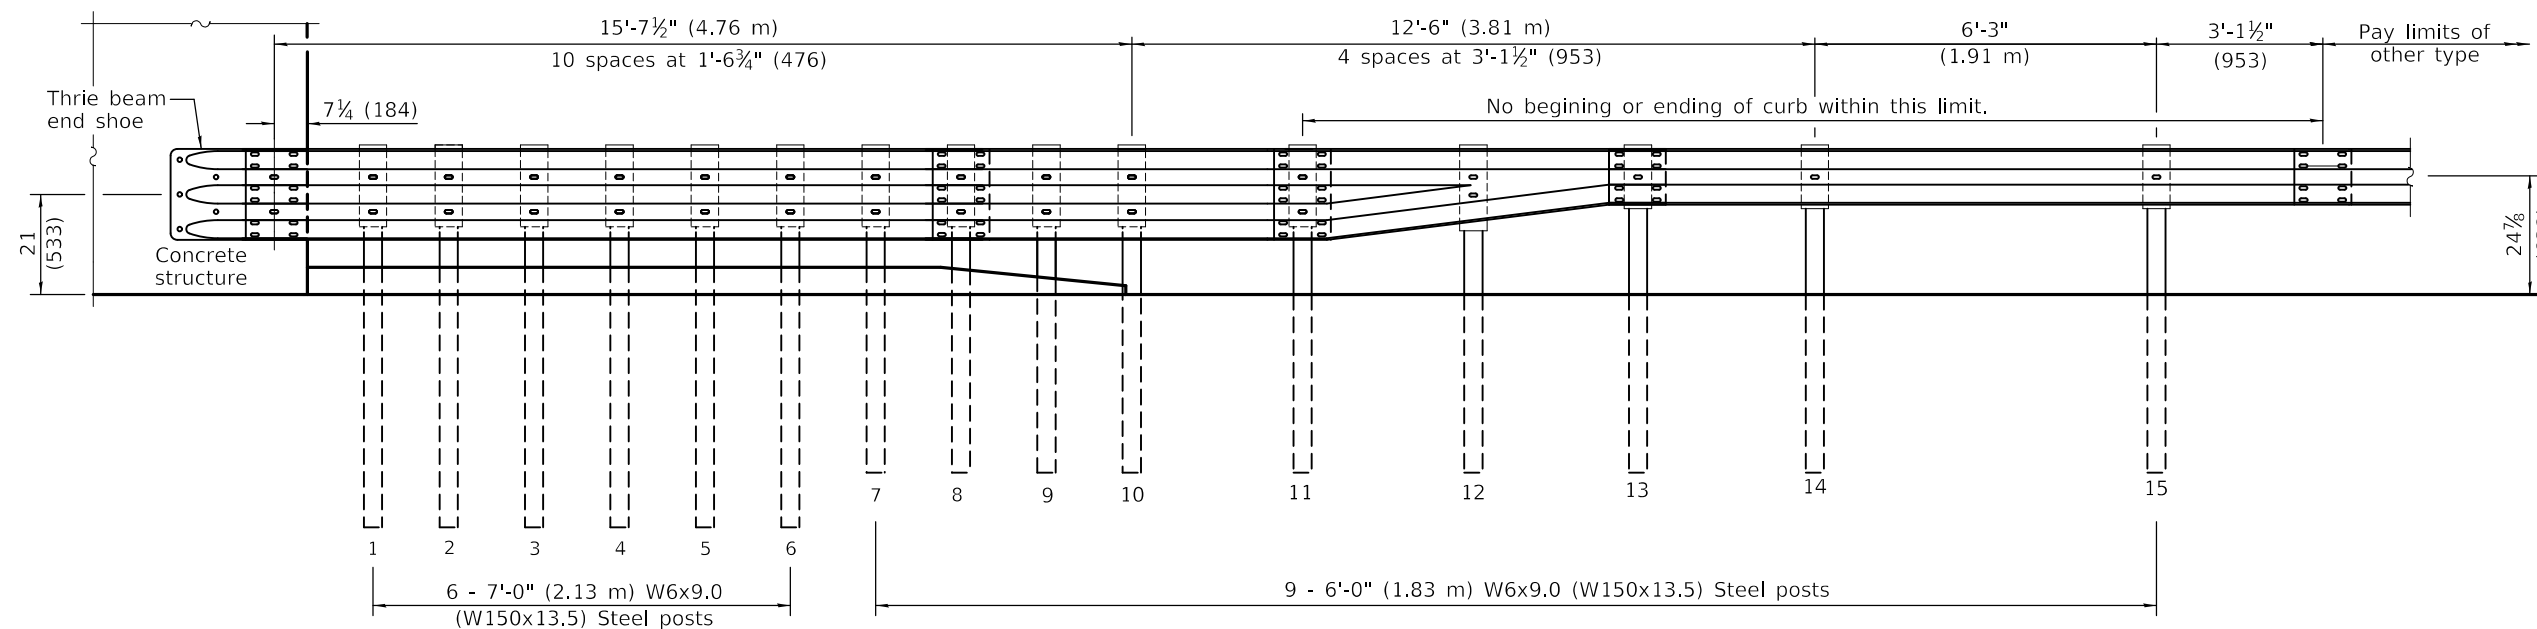 15'-7½" (4.76 m)
10 spaces at 1'-6¾" (476)
12'-6" (3.81 m)
4 spaces at 3'-1½" (953)
6'-3"
(1.91 m)
3'-1½"
(953)
Pay limits of
other type
Thrie beam
end shoe
7¼ (184)
No begining or ending of curb within this limit.
21
(533)
Concrete
structure
24⅞
1 2 3 4 5 6 7 8 9 10 11 12 13 14 15
6 - 7'-0" (2.13 m) W6x9.0
(W150x13.5) Steel posts
9 - 6'-0" (1.83 m) W6x9.0 (W150x13.5) Steel posts